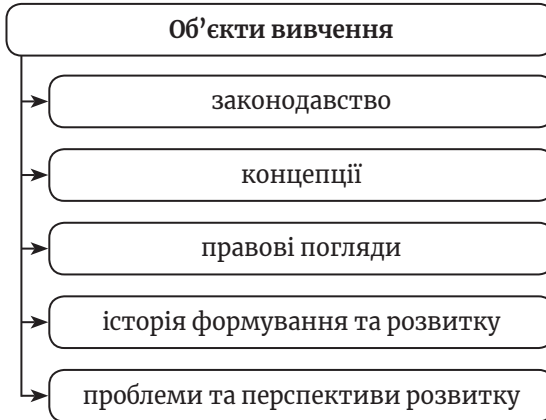 Об’єкти вивчення
законодавство
концепції
правові погляди
історія формування та розвитку
проблеми та перспективи розвитку